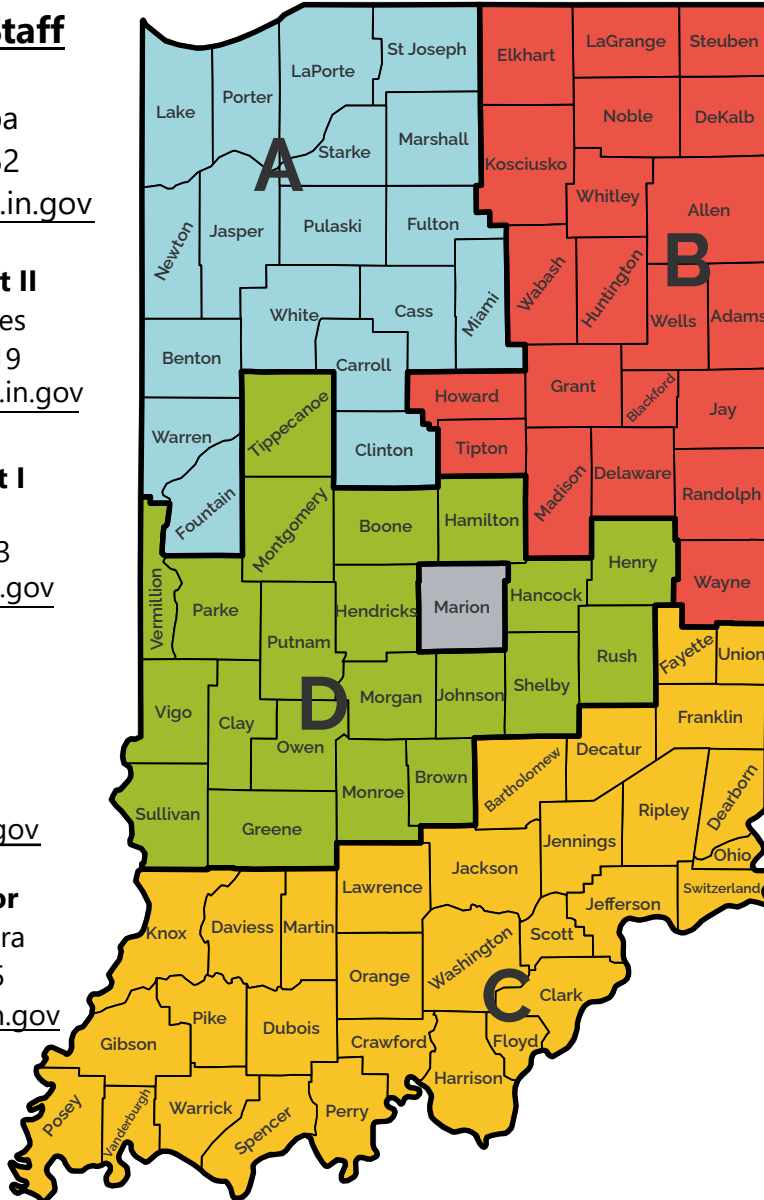 Staff
pa
52
.in.gov
t II
es
19
.in.gov
t I
3
.gov
gov
or
ra
5
n.gov
St Joseph
Elkhart
LaGrange
Steuben
LaPorte
Porter
Lake
Noble
DeKalb
Marshall
Starke
A
Kosciusko
Whitley
Allen
Newton
Jasper
Pulaski
Fulton
B
Wabash
Huntington
White
Cass
Miami
Wells
Adams
Benton
Carroll
Howard
Grant
Blackford
Jay
Tippecanoe
Warren
Clinton
Tipton
Madison
Delaware
Randolph
Fountain
Montgomery
Boone
Hamilton
Henry
Wayne
Vermillion
Parke
Hendricks
Marion
Hancock
Putnam
Rush
Fayette
Union
D
Morgan
Johnson
Shelby
Vigo
Clay
Owen
Franklin
Decatur
Bartholomew
Sullivan
Monroe
Brown
Greene
Ripley
Dearborn
Jennings
Ohio
Lawrence
Jackson
Switzerland
Jefferson
Knox
Daviess
Martin
Scott
Washington
Orange
C
Clark
Pike
Dubois
Gibson
Crawford
Floyd
Harrison
Posey
Vanderburgh
Warrick
Spencer
Perry